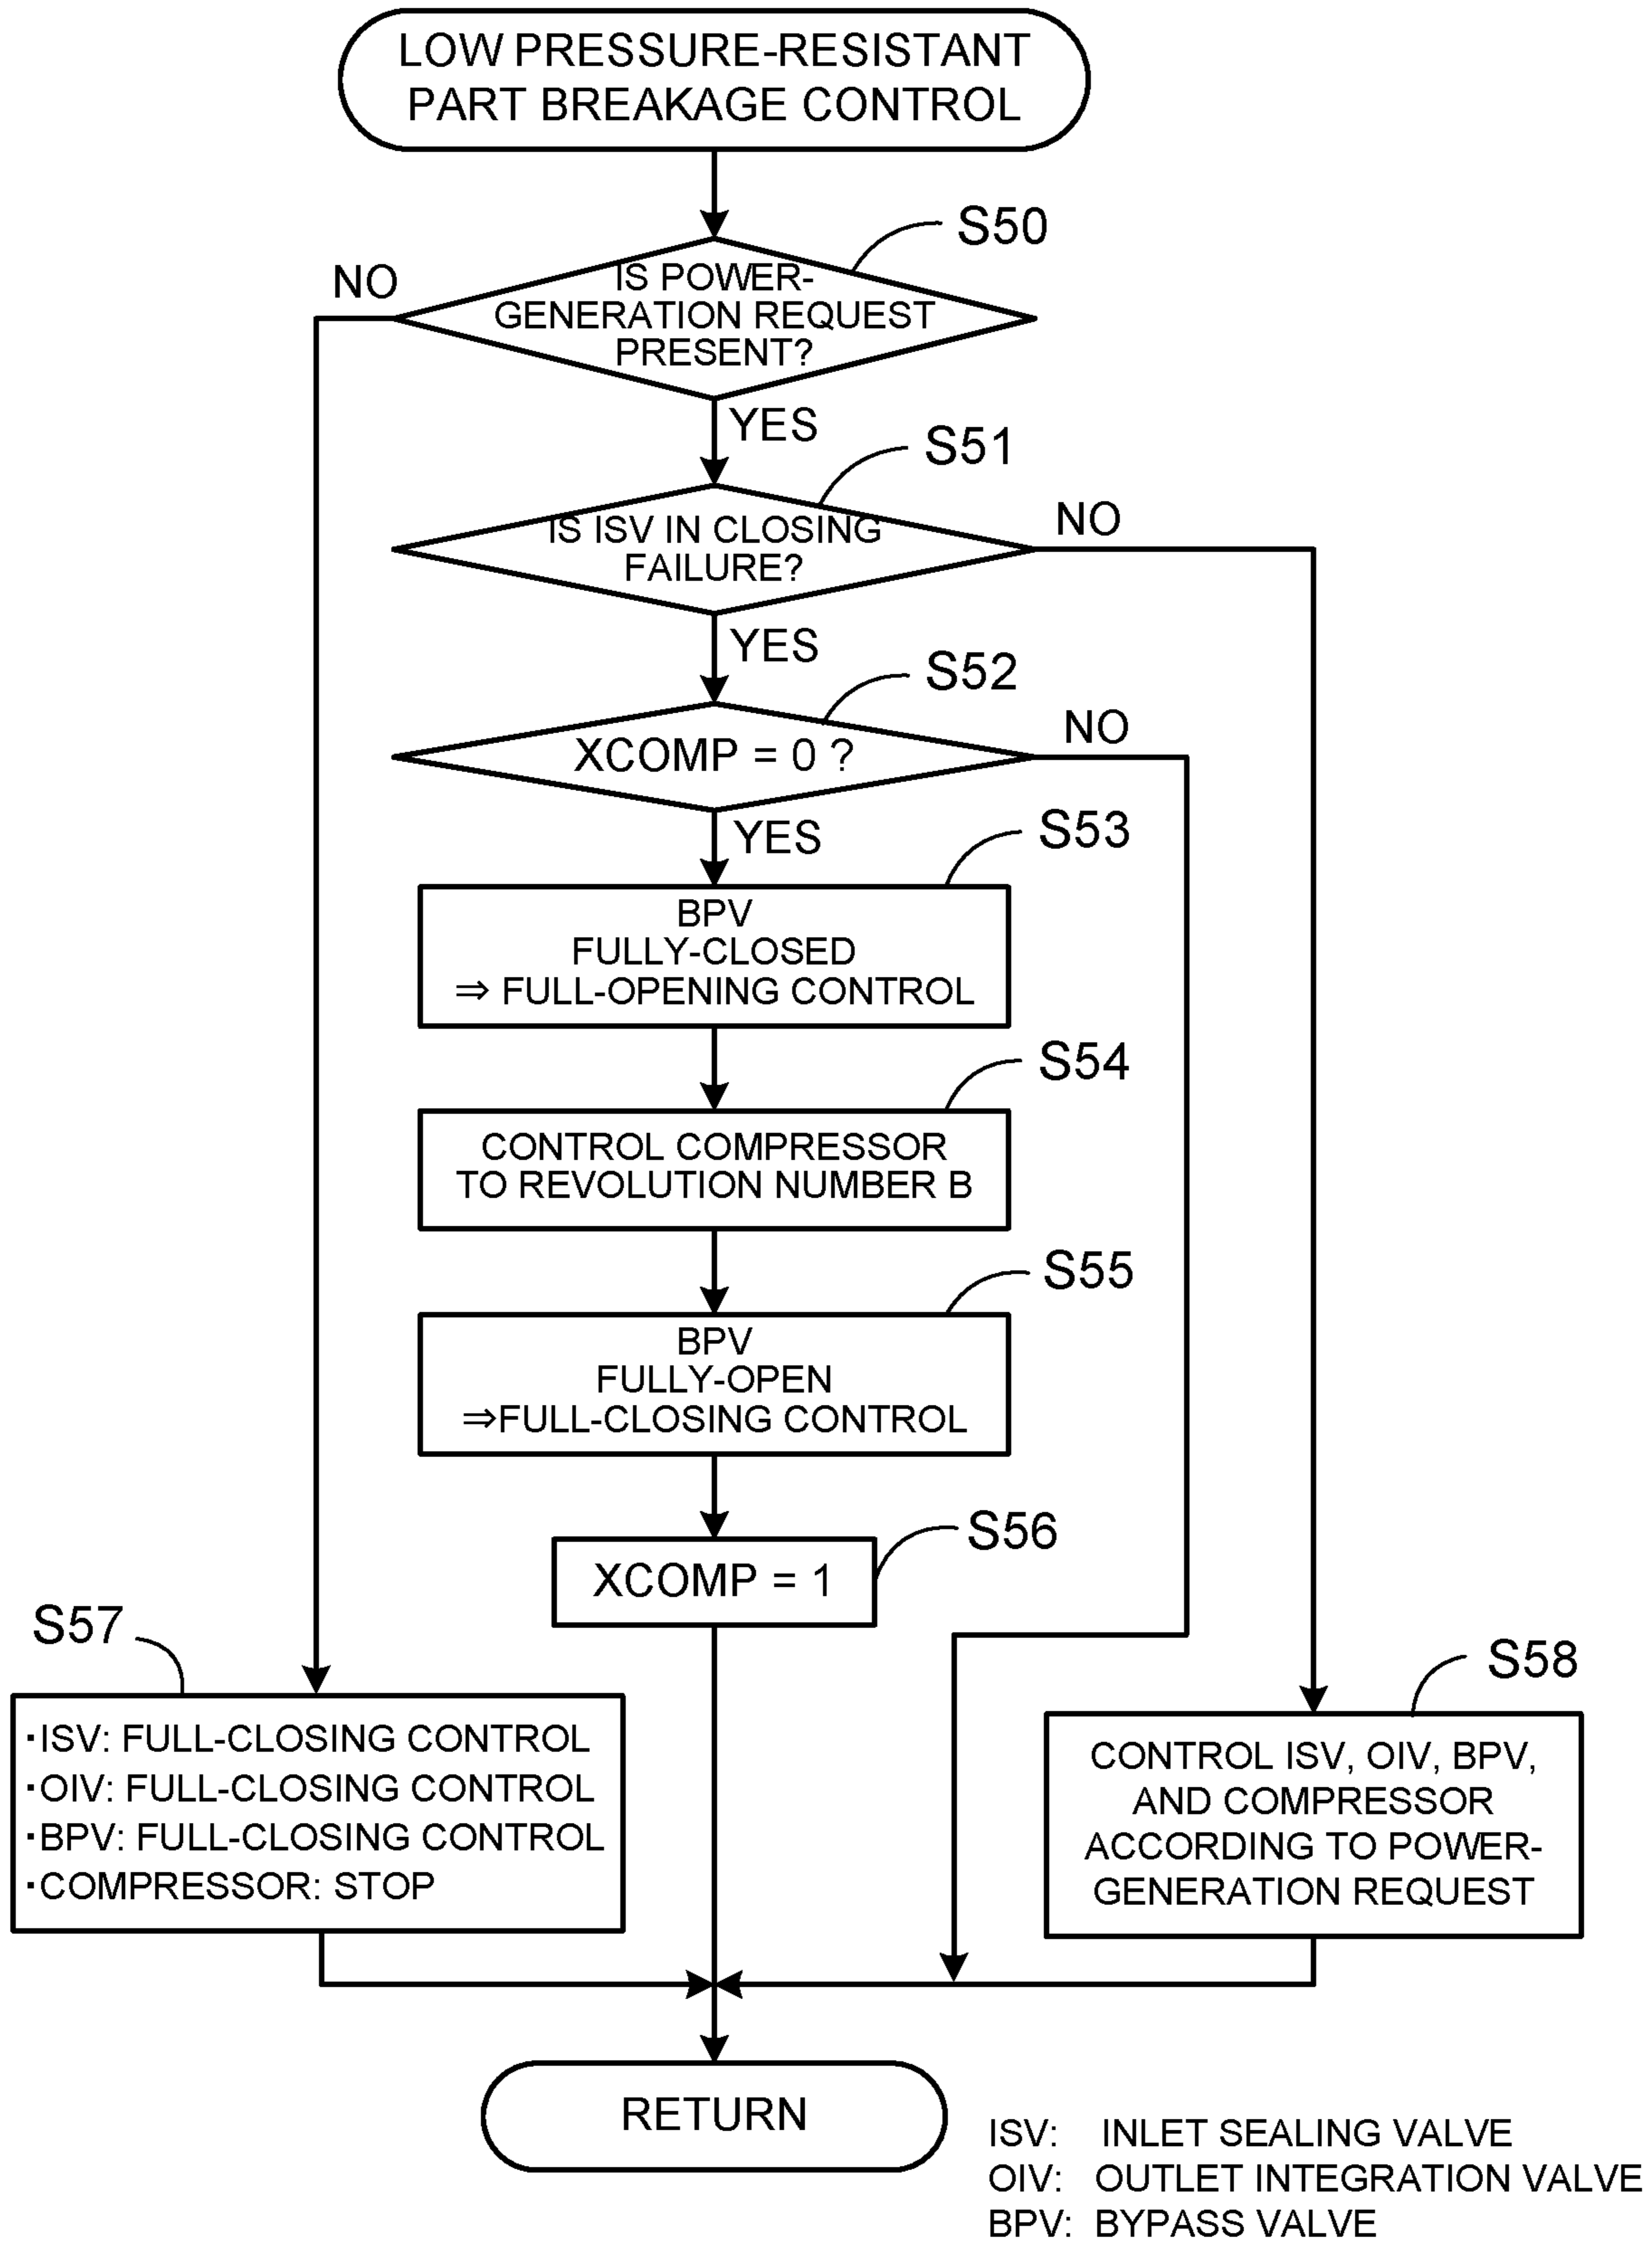 LOW PRESSURE-RESISTANT
PART BREAKAGE CONTROL
S50
NO
IS POWER-
GENERATION REQUEST
PRESENT?
YES
S51
IS ISV IN CLOSING
FAILURE?
NO
YES
S52
XCOMP = 0 ?
NO
YES
S53
BPV
FULLY-CLOSED
⇒ FULL-OPENING CONTROL
S54
CONTROL COMPRESSOR
TO REVOLUTION NUMBER B
S55
BPV
FULLY-OPEN
⇒FULL-CLOSING CONTROL
S56
XCOMP = 1
S57
・ISV: FULL-CLOSING CONTROL
・OIV: FULL-CLOSING CONTROL
・BPV: FULL-CLOSING CONTROL
・COMPRESSOR: STOP
S58
CONTROL ISV, OIV, BPV,
AND COMPRESSOR
ACCORDING TO POWER-
GENERATION REQUEST
RETURN
ISV: INLET SEALING VALVE
OIV: OUTLET INTEGRATION VALVE
BPV: BYPASS VALVE